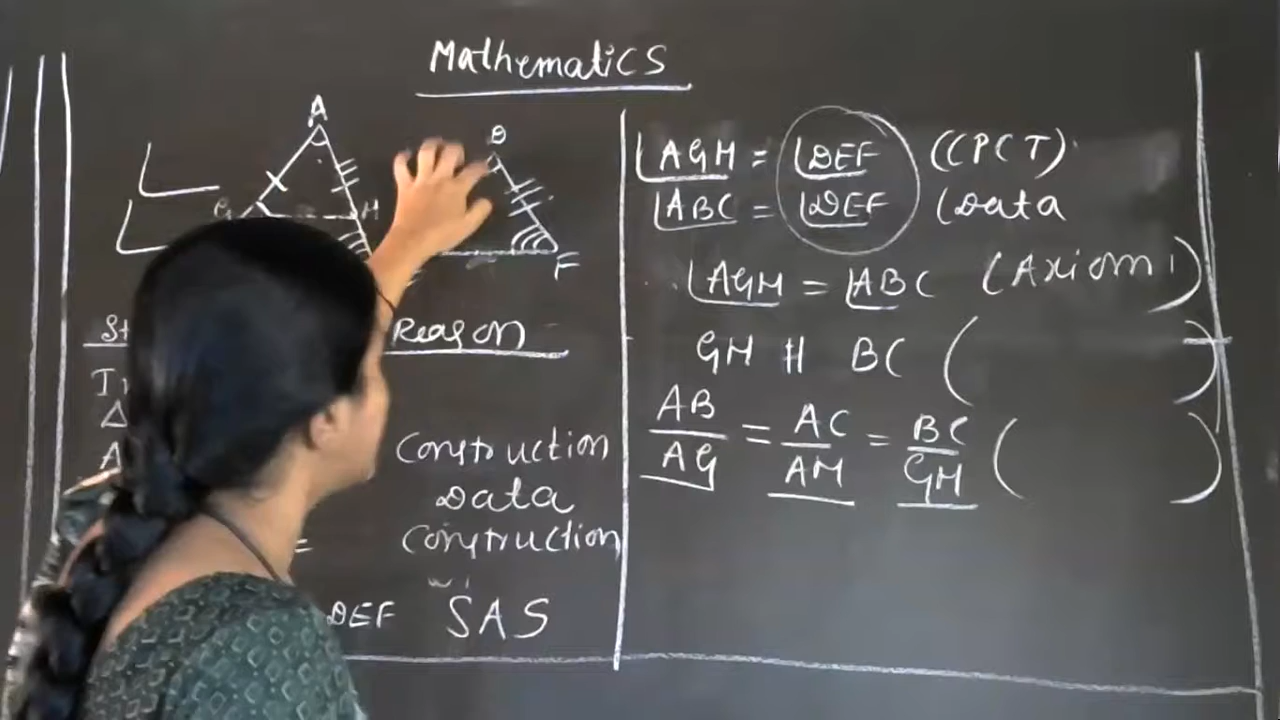 Mathematics
A
D
G
H
F
Reason
Construction
Data
Construction
=
DEF SAS
∟AGH = ∟DEF (CPCT)
∟ABC = ∟DEF (Data
∟AGH = ∟ABC (Axiom 1)
GH ∥ BC ( )
AB/AG = AC/AH = BC/GH ( )